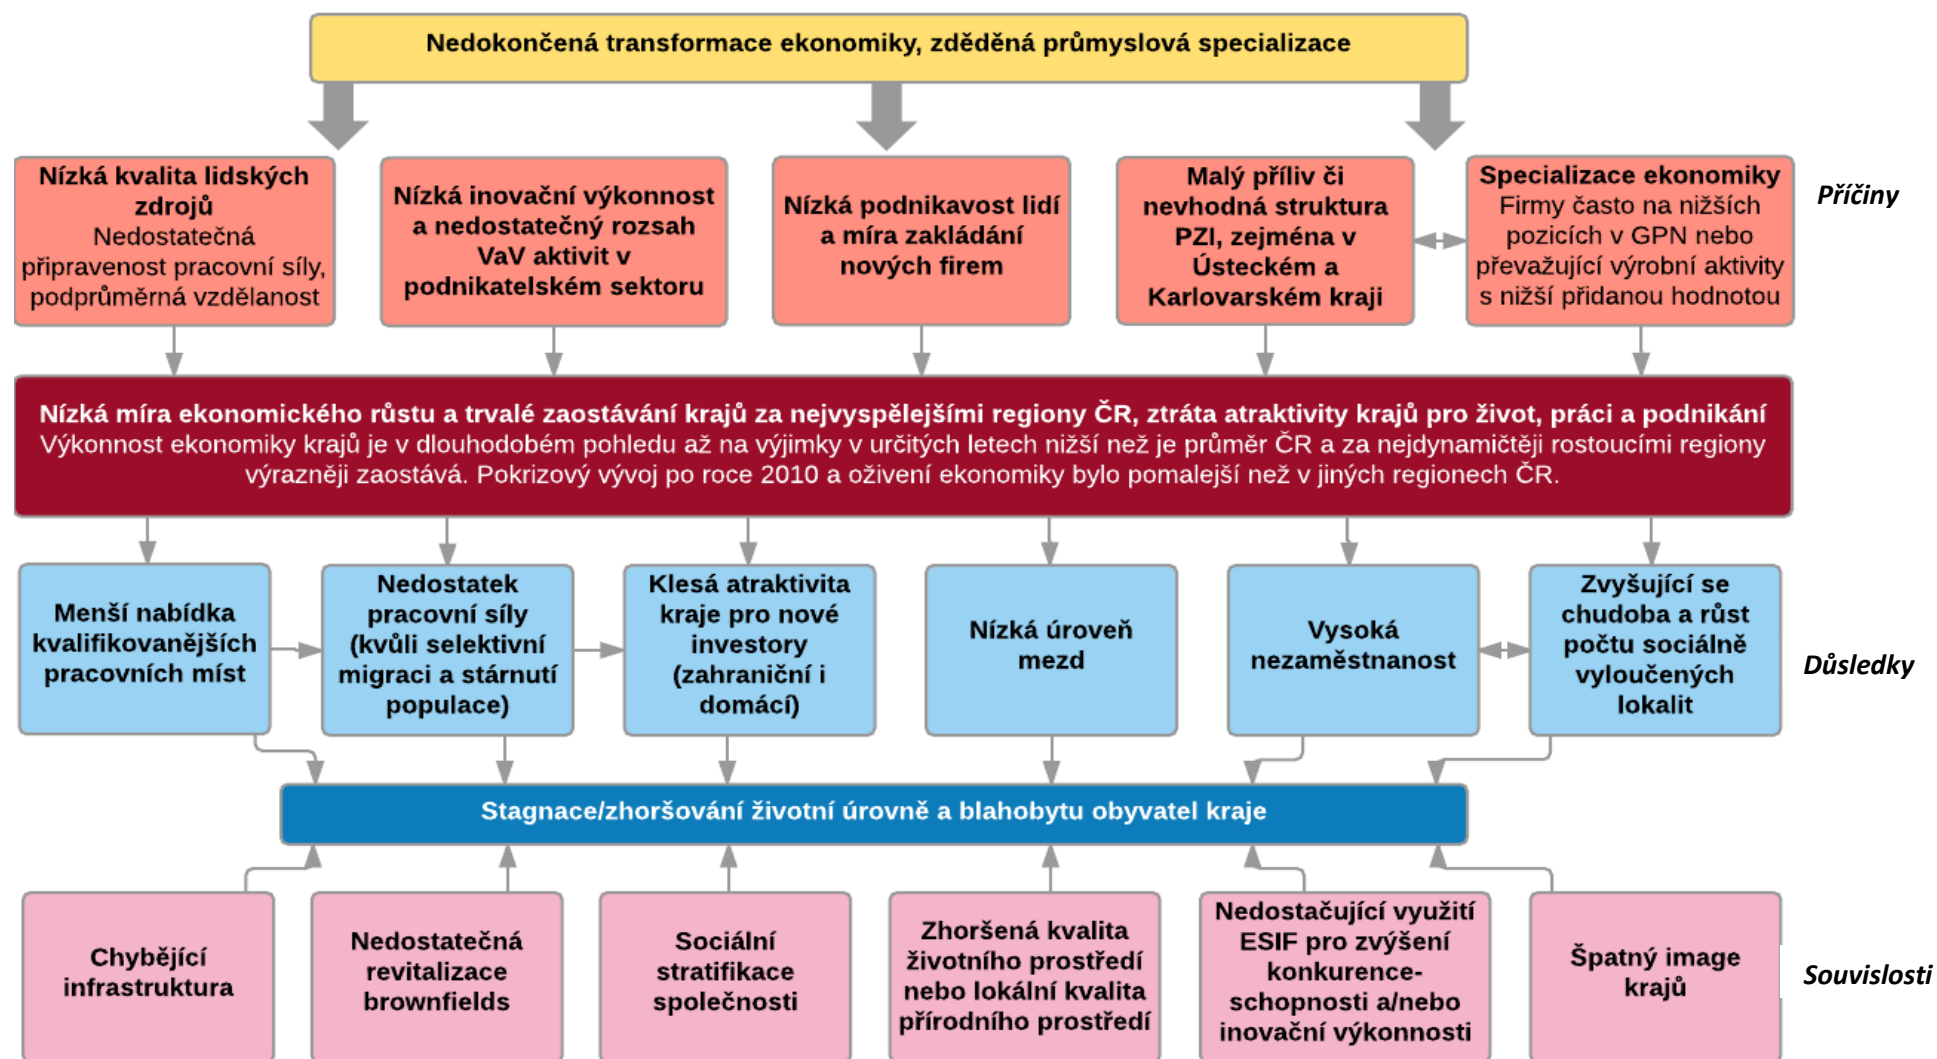 Nedokončená transformace ekonomiky, zděděná průmyslová specializace
Nízká kvalita lidských
zdrojů
Nedostatečná
připravenost pracovní síly,
podprůměrná vzdělanost
Nízká inovační výkonnost
a nedostatečný rozsah
VaV aktivit v
podnikatelském sektoru
Nízká podnikavost lidí
a míra zakládání
nových firem
Malý příliv či
nevhodná struktura
PZI, zejména v
Ústeckém a
Karlovarském kraji
Specializace ekonomiky
Firmy často na nižších
pozicích v GPN nebo
převažující výrobní aktivity
s nižší přidanou hodnotou
Příčiny
Nízká míra ekonomického růstu a trvalé zaostávání krajů za nejvyspělejšími regiony ČR, ztráta atraktivity krajů pro život, práci a podnikání
Výkonnost ekonomiky krajů je v dlouhodobém pohledu až na výjimky v určitých letech nižší než je průměr ČR a za nejdynamičtěji rostoucími regiony
výrazněji zaostává. Pokrizový vývoj po roce 2010 a oživení ekonomiky bylo pomalejší než v jiných regionech ČR.
Menší nabídka
kvalifikovanějších
pracovních míst
Nedostatek
pracovní síly
(kvůli selektivní
migraci a stárnutí
populace)
Klesá atraktivita
kraje pro nové
investory
(zahraniční i
domácí)
Nízká úroveň
mezd
Vysoká
nezaměstnanost
Zvyšující se
chudoba a růst
počtu sociálně
vyloučených
lokalit
Důsledky
Stagnace/zhoršování životní úrovně a blahobytu obyvatel kraje
Chybějící
infrastruktura
Nedostatečná
revitalizace
brownfields
Sociální
stratifikace
společnosti
Zhoršená kvalita
životního prostředí
nebo lokální kvalita
přírodního prostředí
Nedostačující využití
ESIF pro zvýšení
konkurence-
schopnosti a/nebo
inovační výkonnosti
Špatný image
krajů
Souvislosti